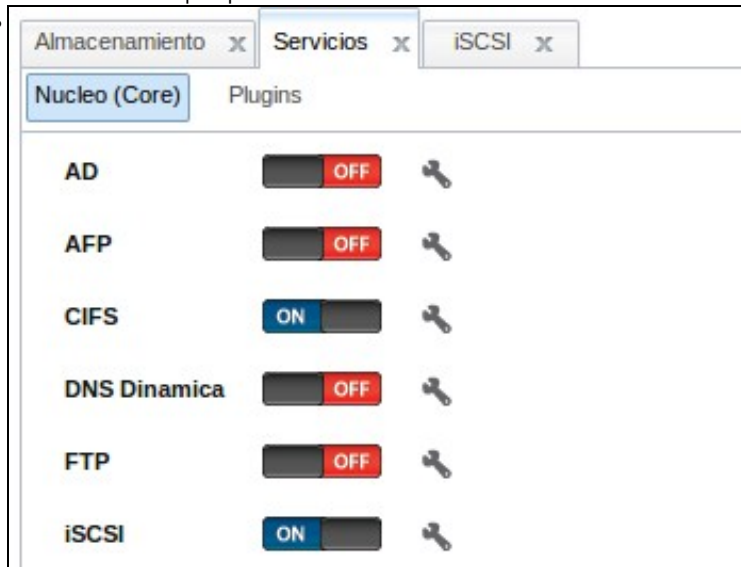 Almacenamiento x Servicios x iSCSI x
Nucleo (Core) Plugins
AD OFF
AFP OFF
CIFS ON
DNS Dinamica OFF
FTP OFF
iSCSI ON